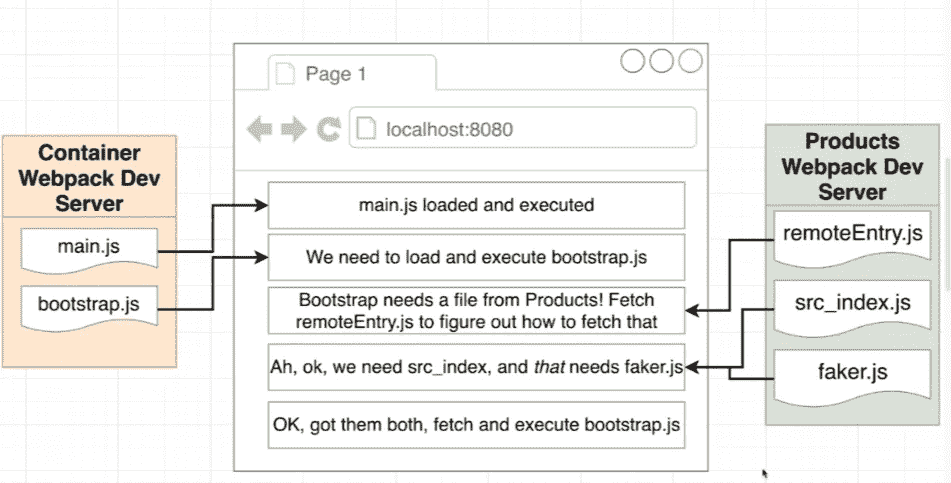 Page 1
localhost:8080
Container
Webpack Dev
Server
main.js
bootstrap.js
main.js loaded and executed
We need to load and execute bootstrap.js
Bootstrap needs a file from Products! Fetch
remoteEntry.js to figure out how to fetch that
Ah, ok, we need src_index, and that needs faker.js
OK, got them both, fetch and execute bootstrap.js
Products
Webpack Dev
Server
remoteEntry.js
src_index.js
faker.js